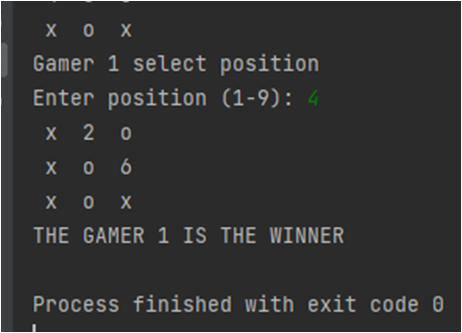 x o x
Gamer 1 select position
Enter position (1-9): 4
x 2 o
x o 6
x o x
THE GAMER 1 IS THE WINNER
Process finished with exit code 0